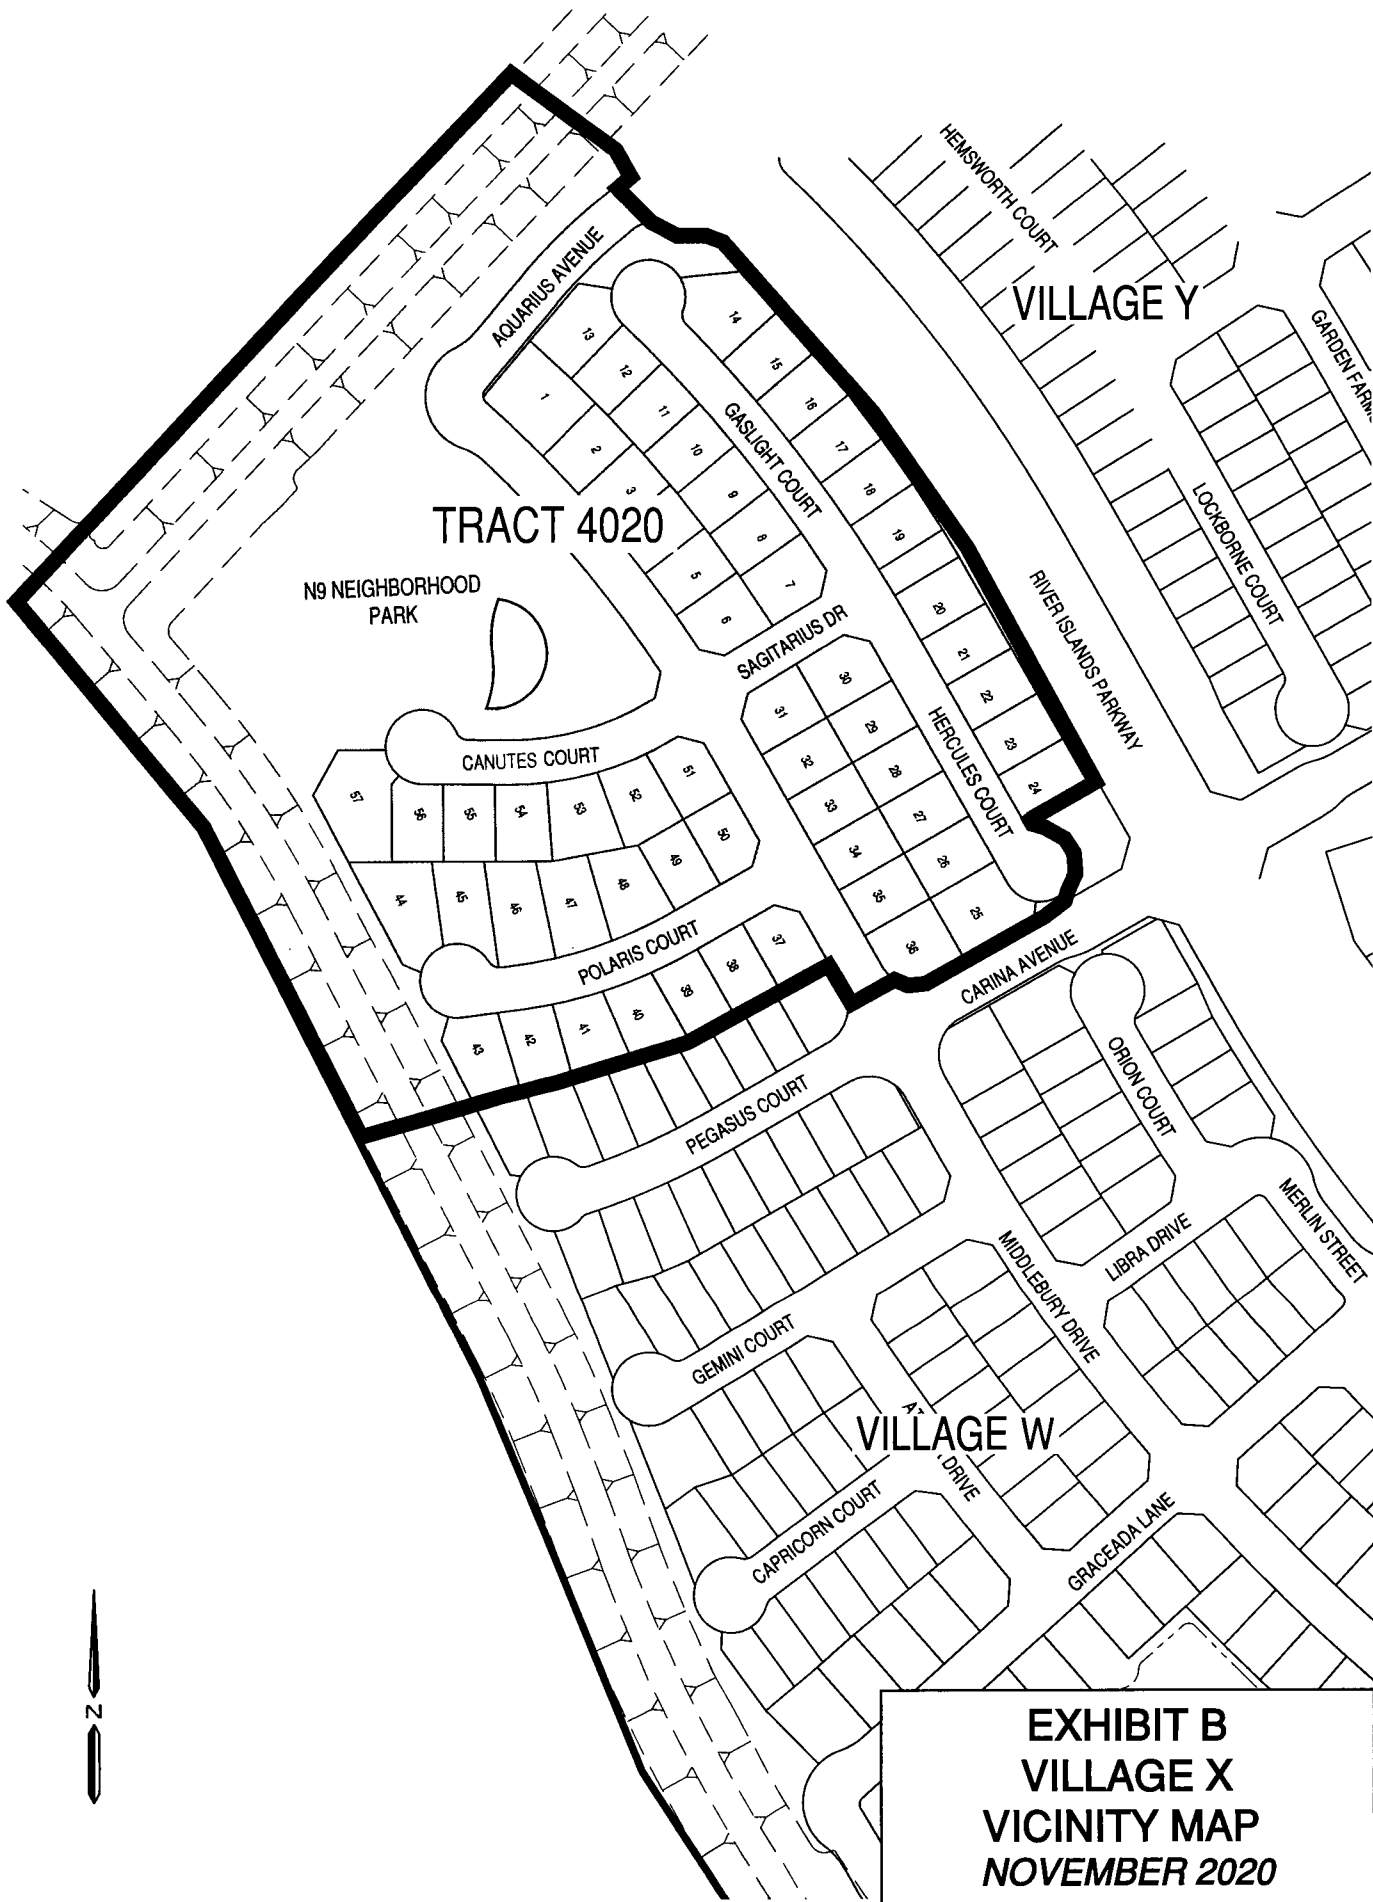 HEMSWORTH COURT
VILLAGE Y
GARDEN FARMS
AQUARIUS AVENUE
13
14
12
15
1
11
16
GASLIGHT COURT
2
10
17
3
9
18
LOCKBORNE COURT
TRACT 4020
8
19
N9 NEIGHBORHOOD
PARK
5
7
20
6
SAGITARIUS DR
21
RIVER ISLANDS PARKWAY
30
22
31
29
23
HERCULES COURT
32
28
24
CANUTES COURT
51
33
27
57
52
53
54
55
56
50
34
26
49
35
25
48
47
46
45
44
36
POLARIS COURT
37
38
39
40
41
42
43
CARINA AVENUE
ORION COURT
PEGASUS COURT
MERLIN STREET
LIBRA DRIVE
MIDDLEBURY DRIVE
GEMINI COURT
VILLAGE W
DRIVE
CAPRICORN COURT
GRACEADA LANE
N
EXHIBIT B
VILLAGE X
VICINITY MAP
NOVEMBER 2020